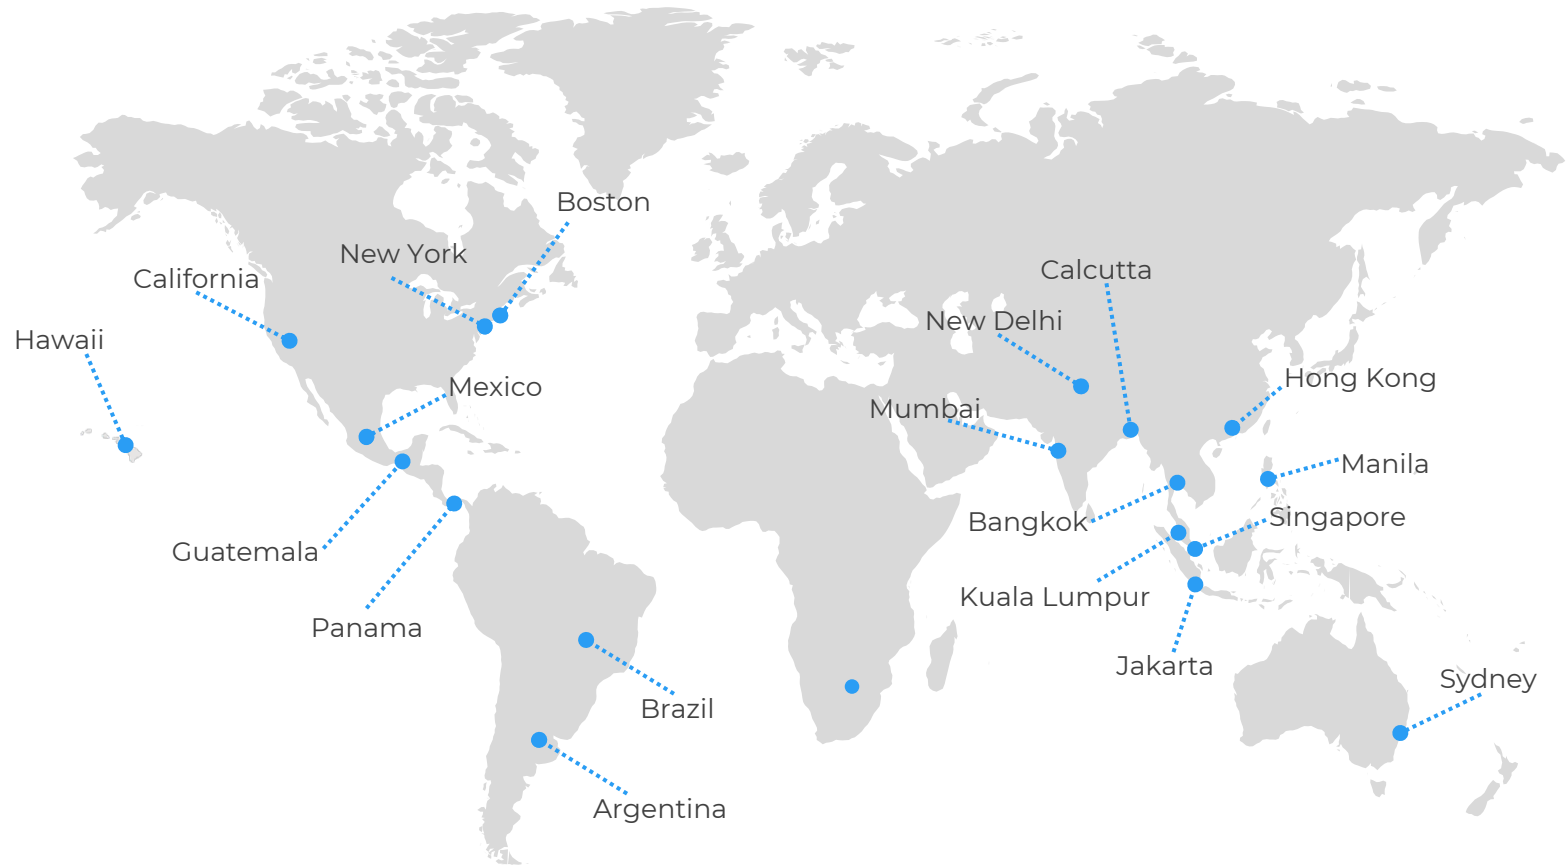 Boston
New York
California
Calcutta
New Delhi
Hawaii
Mexico
Hong Kong
Mumbai
Manila
Bangkok
Singapore
Guatemala
Kuala Lumpur
Panama
Jakarta
Sydney
Brazil
Argentina